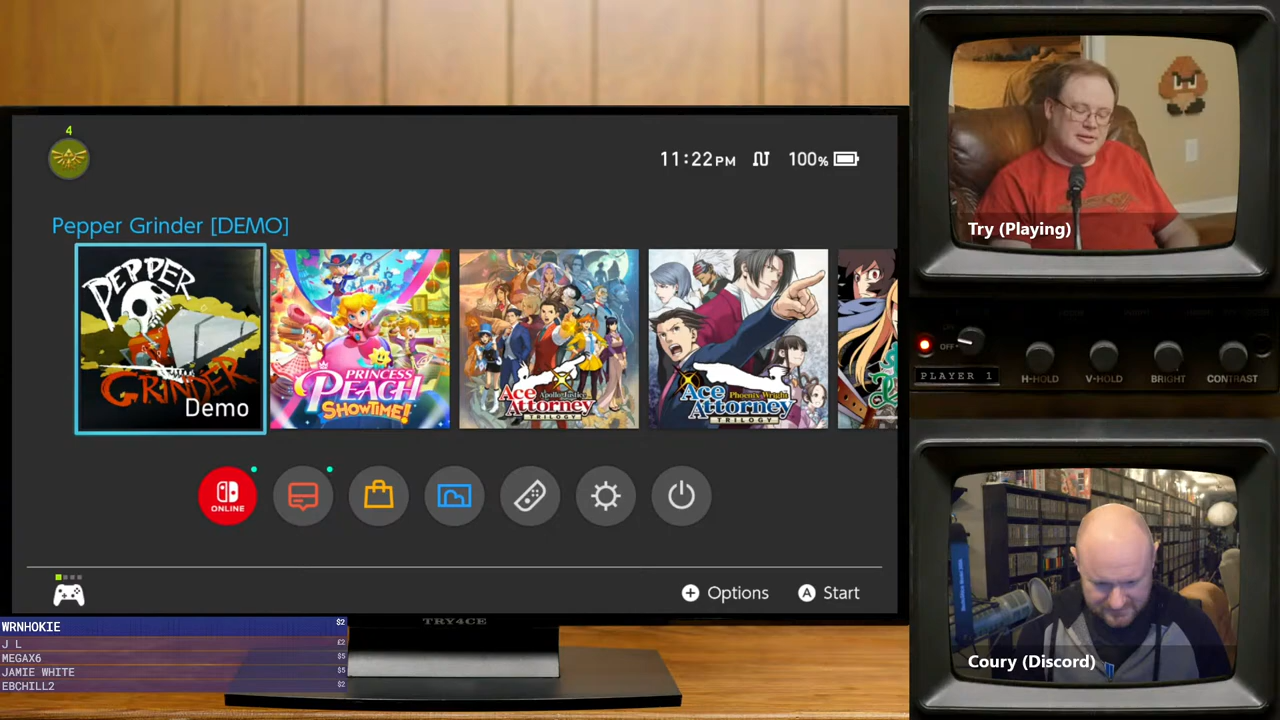 4
11:22PM
100%
Pepper Grinder [DEMO]
PEPPER
GRINDER
Demo
PRINCESS
PEACH
SHOWTIME!
Apollo Justice
Ace
Attorney
TRILOGY
Phoenix Wright
Ace
Attorney
TRILOGY
ONLINE
Options
A Start
TRY4CE
WRNHOKIE $2
J L £2
MEGAX6 $5
JAMIE WHITE $5
EBCHILL2 $2
Try (Playing)
OFF
PLAYER 1
H-HOLD
V-HOLD
BRIGHT
CONTRAST
Coury (Discord)